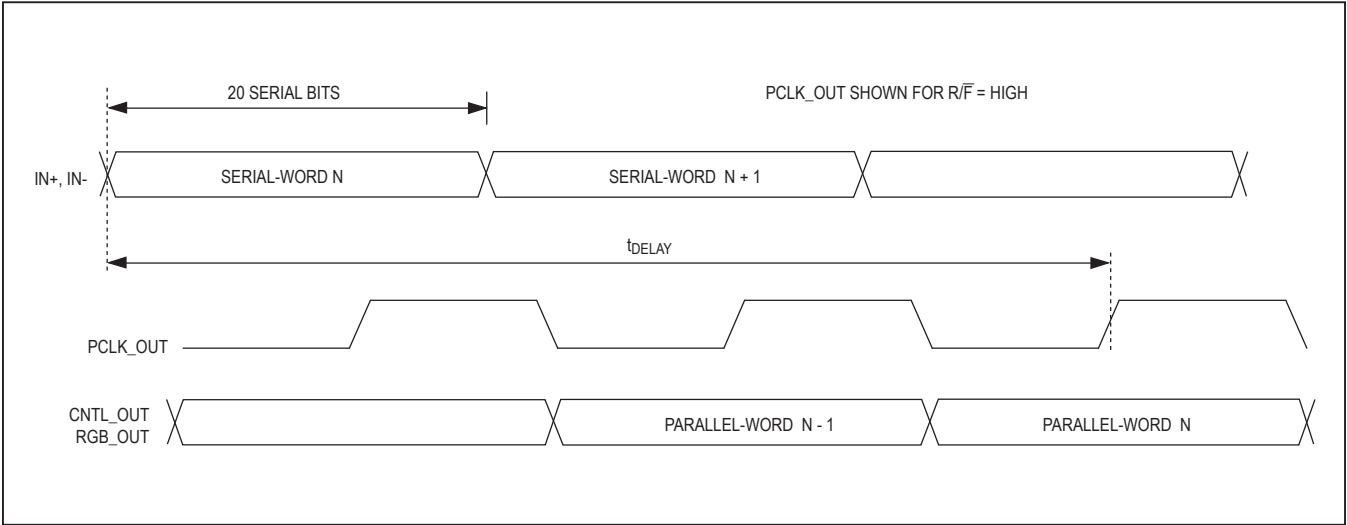 20 SERIAL BITS
PCLK_OUT SHOWN FOR R/F̅ = HIGH
IN+, IN-
SERIAL-WORD N
SERIAL-WORD N + 1
tDELAY
PCLK_OUT
CNTL_OUT
RGB_OUT
PARALLEL-WORD N - 1
PARALLEL-WORD N